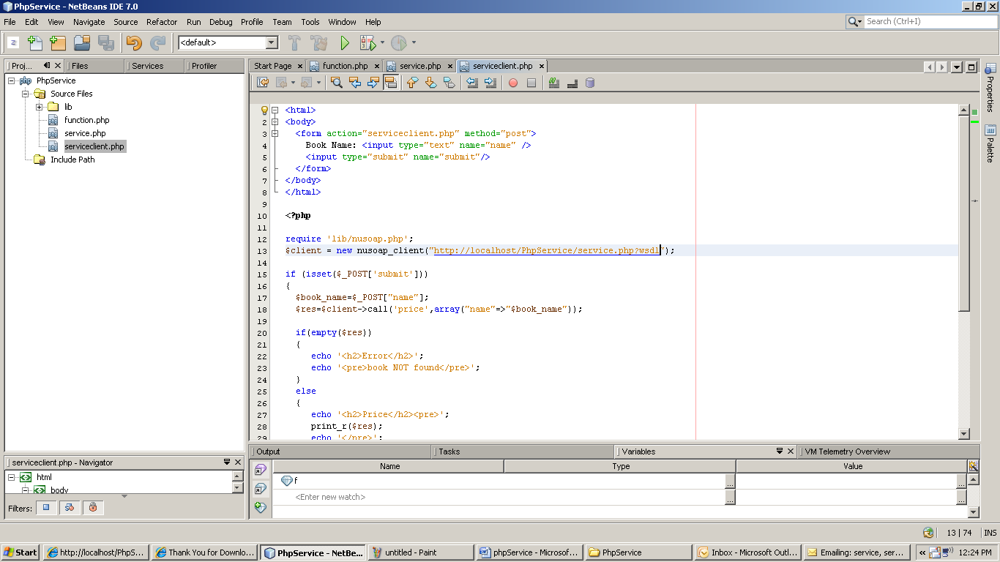 PhpService - NetBeans IDE 7.0
File Edit View Navigate Source Refactor Run Debug Profile Team Tools Window Help
Search (Ctrl+I)
<default>
Proj... Files Services Profiler
PhpService
Source Files
lib
function.php
service.php
serviceclient.php
Include Path
Start Page function.php service.php serviceclient.php
<html>
2 <body>
3 <form action="serviceclient.php" method="post">
4 Book Name: <input type="text" name="name" />
5 <input type="submit" name="submit"/>
6 </form>
7 </body>
8 </html>
9
10 <?php
11
12 require 'lib/nusoap.php';
13 $client = new nusoap_client("http://localhost/PhpService/service.php?wsdl");
14
15 if (isset($_POST['submit']))
16 {
17 $book_name=$_POST["name"];
18 $res=$client->call('price',array("name"=>"$book_name"));
19
20 if(empty($res))
21 {
22 echo '<h2>Error</h2>';
23 echo '<pre>book NOT found</pre>';
24 }
25 else
26 {
27 echo '<h2>Price</h2><pre>';
28 print_r($res);
29 echo '</pre>';
Properties
Palette
serviceclient.php - Navigator
html
body
Filters:
Output Tasks Variables VM Telemetry Overview
Name Type Value
f ... ...
<Enter new watch> ... ...
13 | 74 INS
Start http://localhost/PhpS... Thank You for Downlo... PhpService - NetBe... untitled - Paint phpService - Microsof... PhpService Inbox - Microsoft Outl... Emailing: service, ser... « 12:24 PM